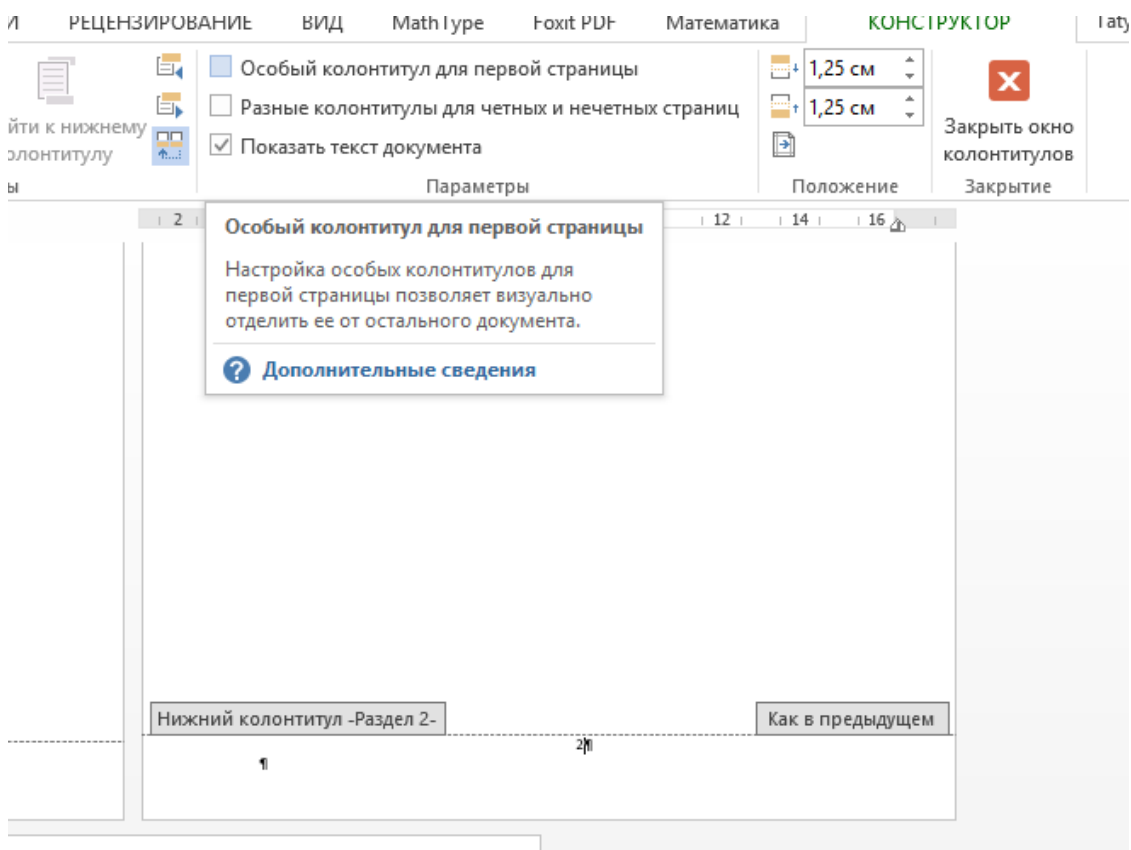 РЕЦЕНЗИРОВАНИЕ ВИД MathType Foxit PDF Математика КОНСТРУКТОР Taty
Особый колонтитул для первой страницы 1,25 см
Разные колонтитулы для четных и нечетных страниц 1,25 см
йти к нижнему
олонтитулу
Показать текст документа
Закрыть окно
колонтитулов
ы Параметры Положение Закрытие
2 12 14 16
Особый колонтитул для первой страницы
Настройка особых колонтитулов для
первой страницы позволяет визуально
отделить ее от остального документа.
Дополнительные сведения
Нижний колонтитул -Раздел 2- Как в предыдущем
2¶
¶